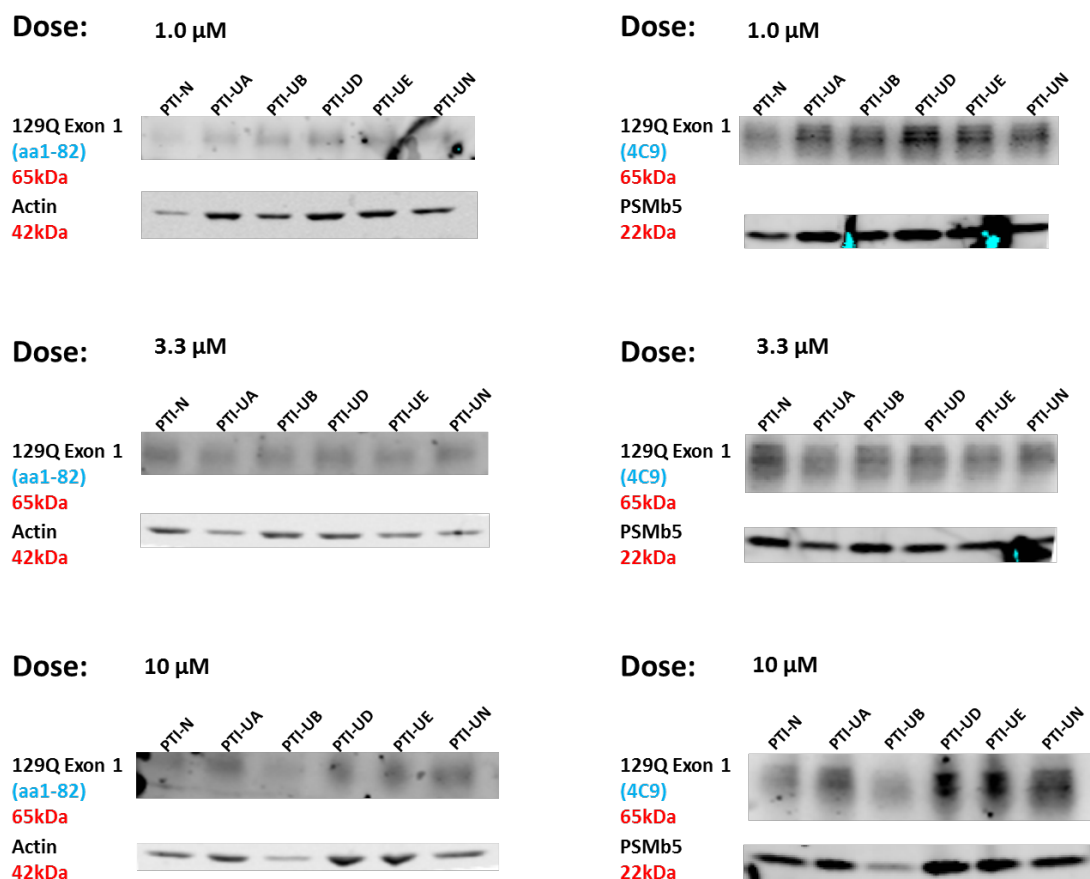 Dose: 1.0 µM
PTI-N PTI-UA PTI-UB PTI-UD PTI-UE PTI-UN
129Q Exon 1
(aa1-82)
65kDa
Actin
42kDa
Dose: 1.0 µM
PTI-N PTI-UA PTI-UB PTI-UD PTI-UE PTI-UN
129Q Exon 1
(4C9)
65kDa
PSMb5
22kDa
Dose: 3.3 µM
PTI-N PTI-UA PTI-UB PTI-UD PTI-UE PTI-UN
129Q Exon 1
(aa1-82)
65kDa
Actin
42kDa
Dose: 3.3 µM
PTI-N PTI-UA PTI-UB PTI-UD PTI-UE PTI-UN
129Q Exon 1
(4C9)
65kDa
PSMb5
22kDa
Dose: 10 µM
PTI-N PTI-UA PTI-UB PTI-UD PTI-UE PTI-UN
129Q Exon 1
(aa1-82)
65kDa
Actin
42kDa
Dose: 10 µM
PTI-N PTI-UA PTI-UB PTI-UD PTI-UE PTI-UN
129Q Exon 1
(4C9)
65kDa
PSMb5
22kDa